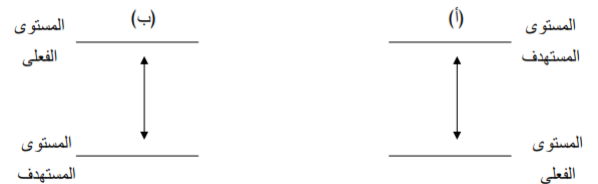 (أ)
المستوى
المستهدف
المستوى
الفعلى
(ب)
المستوى
الفعلى
المستوى
المستهدف